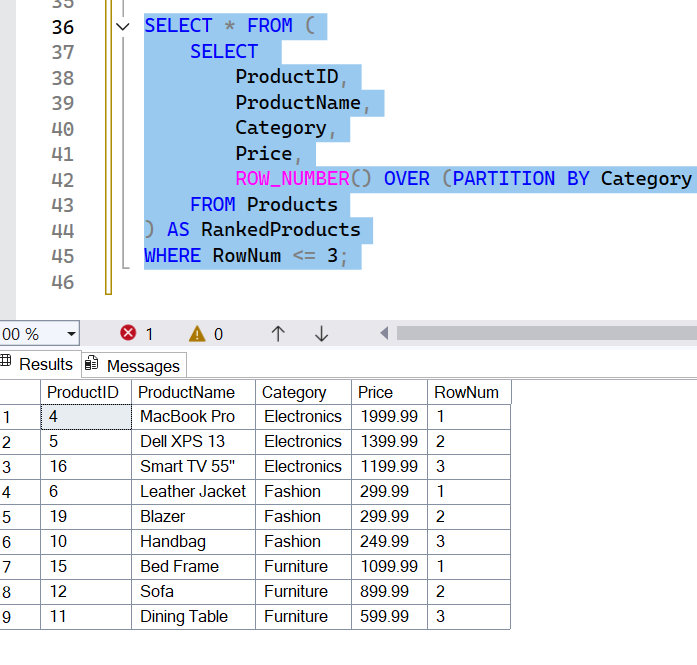 35
36 SELECT * FROM (
37 SELECT
38 ProductID,
39 ProductName,
40 Category,
41 Price,
42 ROW_NUMBER() OVER (PARTITION BY Category
43 FROM Products
44 ) AS RankedProducts
45 WHERE RowNum <= 3;
46
00 % 1 0
Results Messages
ProductID ProductName Category Price RowNum
1 4 MacBook Pro Electronics 1999.99 1
2 5 Dell XPS 13 Electronics 1399.99 2
3 16 Smart TV 55" Electronics 1199.99 3
4 6 Leather Jacket Fashion 299.99 1
5 19 Blazer Fashion 299.99 2
6 10 Handbag Fashion 249.99 3
7 15 Bed Frame Furniture 1099.99 1
8 12 Sofa Furniture 899.99 2
9 11 Dining Table Furniture 599.99 3